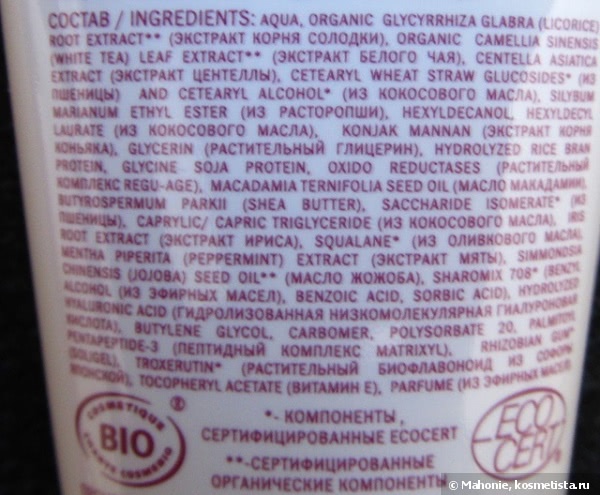 СОСТАВ / INGREDIENTS: AQUA, ORGANIC GLYCYRRHIZA GLABRA (LICORICE)
ROOT EXTRACT** (ЭКСТРАКТ КОРНЯ СОЛОДКИ), ORGANIC CAMELLIA SINENSIS
(WHITE TEA) LEAF EXTRACT** (ЭКСТРАКТ БЕЛОГО ЧАЯ), CENTELLA ASIATICA
EXTRACT (ЭКСТРАКТ ЦЕНТЕЛЛЫ), CETEARYL WHEAT STRAW GLUCOSIDES* (ИЗ
ПШЕНИЦЫ) AND CETEARYL ALCOHOL* (ИЗ КОКОСОВОГО МАСЛА), SILYBUM
MARIANUM ETHYL ESTER (ИЗ РАСТОРОПШИ), HEXYLDECANOL, HEXYLDECYL
LAURATE (ИЗ КОКОСОВОГО МАСЛА), KONJAK MANNAN (ЭКСТРАКТ КОРНЯ
КОНЬЯКА), GLYCERIN (РАСТИТЕЛЬНЫЙ ГЛИЦЕРИН), HYDROLYZED RICE BRAN
PROTEIN, GLYCINE SOJA PROTEIN, OXIDO REDUCTASES (РАСТИТЕЛЬНЫЙ
КОМПЛЕКС REGU-AGE), MACADAMIA TERNIFOLIA SEED OIL (МАСЛО МАКАДАМИИ),
BUTYROSPERMUM PARKII (SHEA BUTTER), SACCHARIDE ISOMERATE* (ИЗ
ПШЕНИЦЫ), CAPRYLIC/ CAPRIC TRIGLYCERIDE (ИЗ КОКОСОВОГО МАСЛА), IRIS
ROOT EXTRACT (ЭКСТРАКТ ИРИСА), SQUALANE* (ИЗ ОЛИВКОВОГО МАСЛА),
MENTHA PIPERITA (PEPPERMINT) EXTRACT (ЭКСТРАКТ МЯТЫ), SIMMONDSIA
CHINENSIS (JOJOBA) SEED OIL** (МАСЛО ЖОЖОБА), SHAROMIX 708* (BENZYL
ALCOHOL (ИЗ ЭФИРНЫХ МАСЕЛ), BENZOIC ACID, SORBIC ACID), HYDROLYZED
HYALURONIC ACID (ГИДРОЛИЗОВАННАЯ НИЗКОМОЛЕКУЛЯРНАЯ ГИАЛУРОНОВАЯ
КИСЛОТА), BUTYLENE GLYCOL, CARBOMER, POLYSORBATE 20, PALMITOYL
PENTAPEPTIDE-3 (ПЕПТИДНЫЙ КОМПЛЕКС MATRIXYL), RHIZOBIAN GUM*
(SOLIGEL), TROXERUTIN* (РАСТИТЕЛЬНЫЙ БИОФЛАВОНОИД ИЗ СОФОРЫ
ЯПОНСКОЙ), TOCOPHERYL ACETATE (ВИТАМИН Е), PARFUME (ИЗ ЭФИРНЫХ МАСЕЛ)
COSMETIQUE
BIO
CHARTE COSMEBIO
*- КОМПОНЕНТЫ,
СЕРТИФИЦИРОВАННЫЕ ECOCERT
**-СЕРТИФИЦИРОВАННЫЕ
ОРГАНИЧЕСКИЕ КОМПОНЕНТЫ
ECO
CERT
© Mahonie, kosmetista.ru